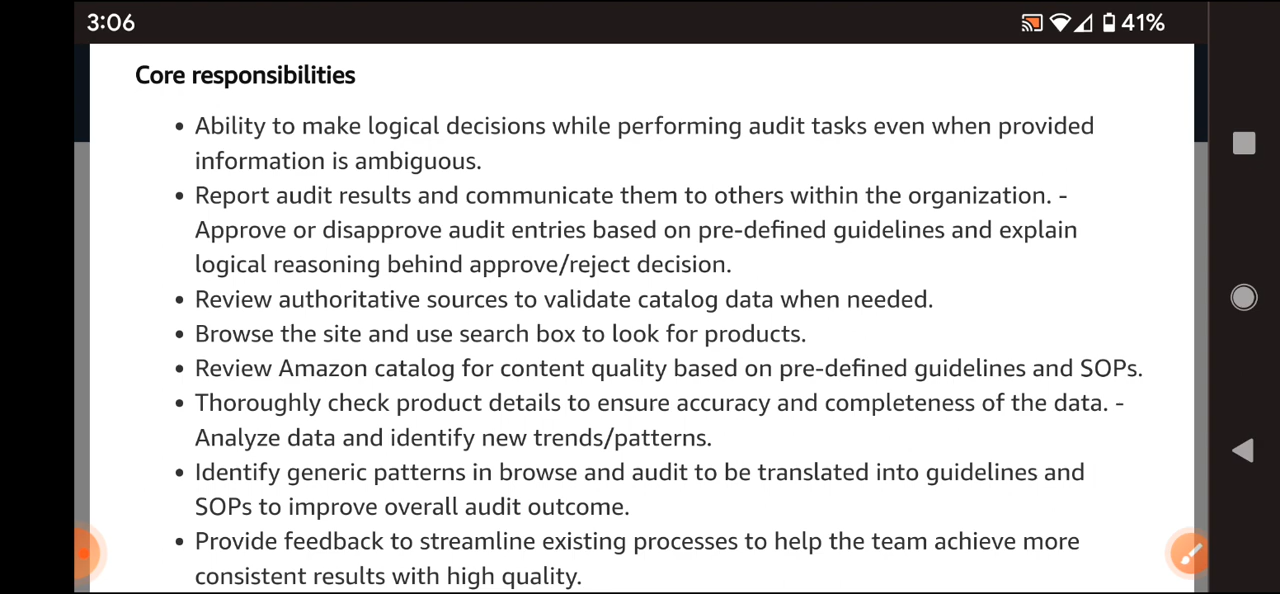 3:06
41%
Core responsibilities
• Ability to make logical decisions while performing audit tasks even when provided
information is ambiguous.
• Report audit results and communicate them to others within the organization. -
Approve or disapprove audit entries based on pre-defined guidelines and explain
logical reasoning behind approve/reject decision.
• Review authoritative sources to validate catalog data when needed.
• Browse the site and use search box to look for products.
• Review Amazon catalog for content quality based on pre-defined guidelines and SOPs.
• Thoroughly check product details to ensure accuracy and completeness of the data. -
Analyze data and identify new trends/patterns.
• Identify generic patterns in browse and audit to be translated into guidelines and
SOPs to improve overall audit outcome.
• Provide feedback to streamline existing processes to help the team achieve more
consistent results with high quality.